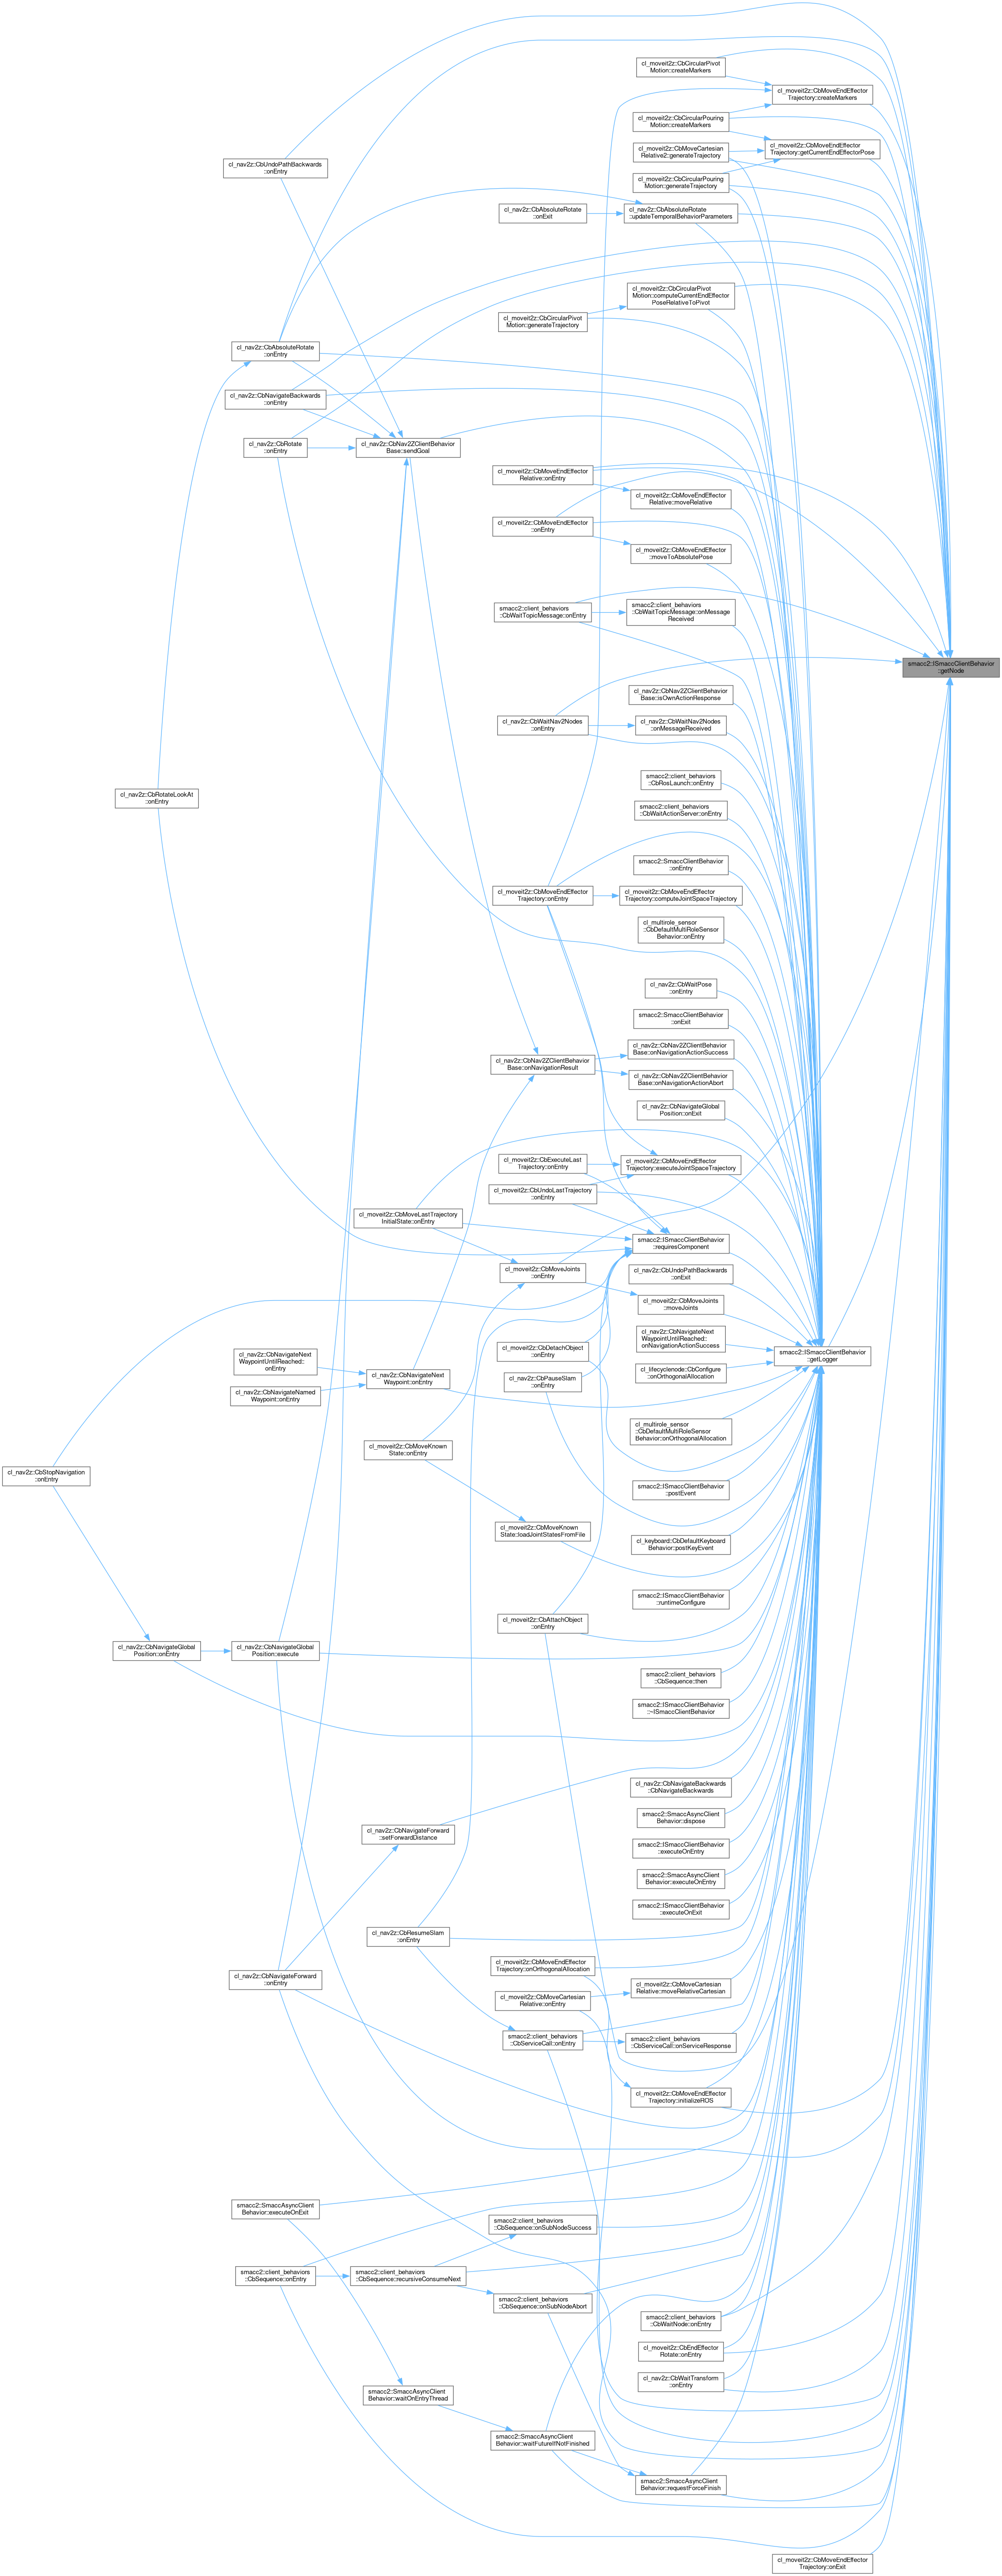 cl_moveit2z::CbCircularPivot
Motion::createMarkers
cl_moveit2z::CbMoveEndEffector
Trajectory::createMarkers
cl_moveit2z::CbCircularPouring
Motion::createMarkers
cl_moveit2z::CbMoveEndEffector
Trajectory::getCurrentEndEffectorPose
cl_moveit2z::CbMoveCartesian
Relative2::generateTrajectory
cl_nav2z::CbUndoPathBackwards
::onEntry
cl_moveit2z::CbCircularPouring
Motion::generateTrajectory
cl_nav2z::CbAbsoluteRotate
::onExit
cl_nav2z::CbAbsoluteRotate
::updateTemporalBehaviorParameters
cl_moveit2z::CbCircularPivot
Motion::computeCurrentEndEffector
PoseRelativeToPivot
cl_moveit2z::CbCircularPivot
Motion::generateTrajectory
cl_nav2z::CbAbsoluteRotate
::onEntry
cl_nav2z::CbNavigateBackwards
::onEntry
cl_nav2z::CbRotate
::onEntry
cl_nav2z::CbNav2ZClientBehavior
Base::sendGoal
cl_moveit2z::CbMoveEndEffector
Relative::onEntry
cl_moveit2z::CbMoveEndEffector
Relative::moveRelative
cl_moveit2z::CbMoveEndEffector
::onEntry
cl_moveit2z::CbMoveEndEffector
::moveToAbsolutePose
smacc2::client_behaviors
::CbWaitTopicMessage::onEntry
smacc2::client_behaviors
::CbWaitTopicMessage::onMessage
Received
smacc2::ISmaccClientBehavior
::getNode
cl_nav2z::CbNav2ZClientBehavior
Base::isOwnActionResponse
cl_nav2z::CbWaitNav2Nodes
::onEntry
cl_nav2z::CbWaitNav2Nodes
::onMessageReceived
smacc2::client_behaviors
::CbRosLaunch::onEntry
cl_nav2z::CbRotateLookAt
::onEntry
smacc2::client_behaviors
::CbWaitActionServer::onEntry
smacc2::SmaccClientBehavior
::onEntry
cl_moveit2z::CbMoveEndEffector
Trajectory::onEntry
cl_moveit2z::CbMoveEndEffector
Trajectory::computeJointSpaceTrajectory
cl_multirole_sensor
::CbDefaultMultiRoleSensor
Behavior::onEntry
cl_nav2z::CbWaitPose
::onEntry
smacc2::SmaccClientBehavior
::onExit
cl_nav2z::CbNav2ZClientBehavior
Base::onNavigationActionSuccess
cl_nav2z::CbNav2ZClientBehavior
Base::onNavigationResult
cl_nav2z::CbNav2ZClientBehavior
Base::onNavigationActionAbort
cl_nav2z::CbNavigateGlobal
Position::onExit
cl_moveit2z::CbExecuteLast
Trajectory::onEntry
cl_moveit2z::CbMoveEndEffector
Trajectory::executeJointSpaceTrajectory
cl_moveit2z::CbUndoLastTrajectory
::onEntry
cl_moveit2z::CbMoveLastTrajectory
InitialState::onEntry
smacc2::ISmaccClientBehavior
::requiresComponent
cl_moveit2z::CbMoveJoints
::onEntry
cl_nav2z::CbUndoPathBackwards
::onExit
cl_moveit2z::CbMoveJoints
::moveJoints
cl_nav2z::CbNavigateNext
WaypointUntilReached::
onNavigationActionSuccess
cl_moveit2z::CbDetachObject
::onEntry
cl_nav2z::CbNavigateNext
WaypointUntilReached::
onEntry
smacc2::ISmaccClientBehavior
::getLogger
cl_nav2z::CbNavigateNext
Waypoint::onEntry
cl_nav2z::CbPauseSlam
::onEntry
cl_lifecyclenode::CbConfigure
::onOrthogonalAllocation
cl_nav2z::CbNavigateNamed
Waypoint::onEntry
cl_multirole_sensor
::CbDefaultMultiRoleSensor
Behavior::onOrthogonalAllocation
cl_moveit2z::CbMoveKnown
State::onEntry
cl_nav2z::CbStopNavigation
::onEntry
smacc2::ISmaccClientBehavior
::postEvent
cl_moveit2z::CbMoveKnown
State::loadJointStatesFromFile
cl_keyboard::CbDefaultKeyboard
Behavior::postKeyEvent
smacc2::ISmaccClientBehavior
::runtimeConfigure
cl_moveit2z::CbAttachObject
::onEntry
cl_nav2z::CbNavigateGlobal
Position::onEntry
cl_nav2z::CbNavigateGlobal
Position::execute
smacc2::client_behaviors
::CbSequence::then
smacc2::ISmaccClientBehavior
::~ISmaccClientBehavior
cl_nav2z::CbNavigateBackwards
::CbNavigateBackwards
smacc2::SmaccAsyncClient
Behavior::dispose
cl_nav2z::CbNavigateForward
::setForwardDistance
smacc2::ISmaccClientBehavior
::executeOnEntry
smacc2::SmaccAsyncClient
Behavior::executeOnEntry
smacc2::ISmaccClientBehavior
::executeOnExit
cl_nav2z::CbResumeSlam
::onEntry
cl_moveit2z::CbMoveEndEffector
Trajectory::onOrthogonalAllocation
cl_nav2z::CbNavigateForward
::onEntry
cl_moveit2z::CbMoveCartesian
Relative::moveRelativeCartesian
cl_moveit2z::CbMoveCartesian
Relative::onEntry
smacc2::client_behaviors
::CbServiceCall::onEntry
smacc2::client_behaviors
::CbServiceCall::onServiceResponse
cl_moveit2z::CbMoveEndEffector
Trajectory::initializeROS
smacc2::SmaccAsyncClient
Behavior::executeOnExit
smacc2::client_behaviors
::CbSequence::onSubNodeSuccess
smacc2::client_behaviors
::CbSequence::onEntry
smacc2::client_behaviors
::CbSequence::recursiveConsumeNext
smacc2::client_behaviors
::CbSequence::onSubNodeAbort
smacc2::client_behaviors
::CbWaitNode::onEntry
cl_moveit2z::CbEndEffector
Rotate::onEntry
cl_nav2z::CbWaitTransform
::onEntry
smacc2::SmaccAsyncClient
Behavior::waitOnEntryThread
smacc2::SmaccAsyncClient
Behavior::waitFutureIfNotFinished
smacc2::SmaccAsyncClient
Behavior::requestForceFinish
cl_moveit2z::CbMoveEndEffector
Trajectory::onExit